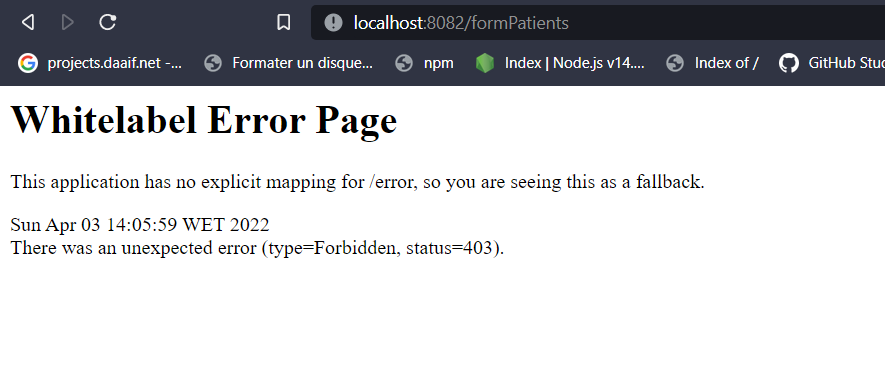 localhost:8082/formPatients
projects.daaif.net -... Formater un disque... npm Index | Node.js v14.... Index of / GitHub Stud
Whitelabel Error Page
This application has no explicit mapping for /error, so you are seeing this as a fallback.
Sun Apr 03 14:05:59 WET 2022
There was an unexpected error (type=Forbidden, status=403).